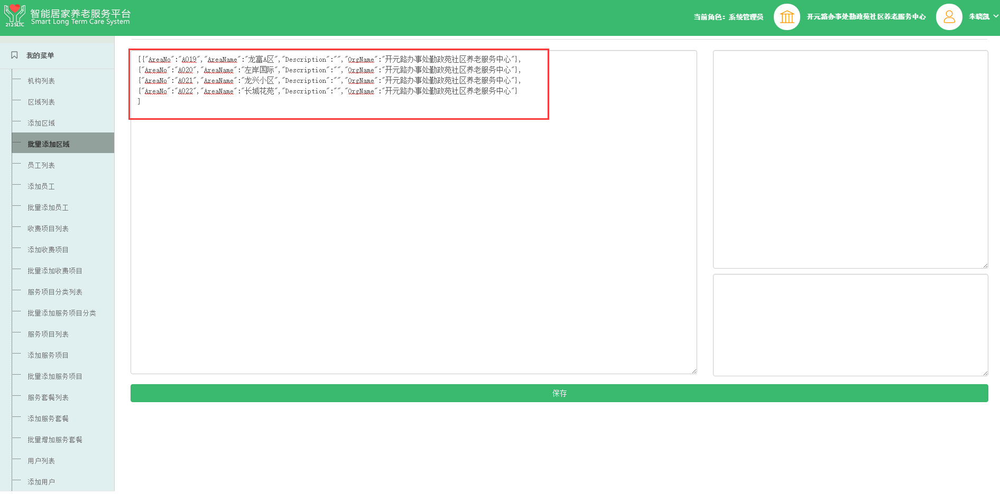 智能居家养老服务平台
Smart Long Term Care System
212SLTC
当前角色：系统管理员
开元路办事处勤政苑社区养老服务中心
朱晓凯
我的菜单
机构列表
区域列表
添加区域
批量添加区域
员工列表
添加员工
批量添加员工
收费项目列表
添加收费项目
批量添加收费项目
服务项目分类列表
批量添加服务项目分类
服务项目列表
添加服务项目
批量添加服务项目
服务套餐列表
添加服务套餐
批量增加服务套餐
用户列表
添加用户
[{"AreaNo":"A019","AreaName":"龙富A区","Description":"","OrgName":"开元路办事处勤政苑社区养老服务中心"},
{"AreaNo":"A020","AreaName":"左岸国际","Description":"","OrgName":"开元路办事处勤政苑社区养老服务中心"},
{"AreaNo":"A021","AreaName":"龙兴小区","Description":"","OrgName":"开元路办事处勤政苑社区养老服务中心"},
{"AreaNo":"A022","AreaName":"长城花苑","Description":"","OrgName":"开元路办事处勤政苑社区养老服务中心"}
]
保存